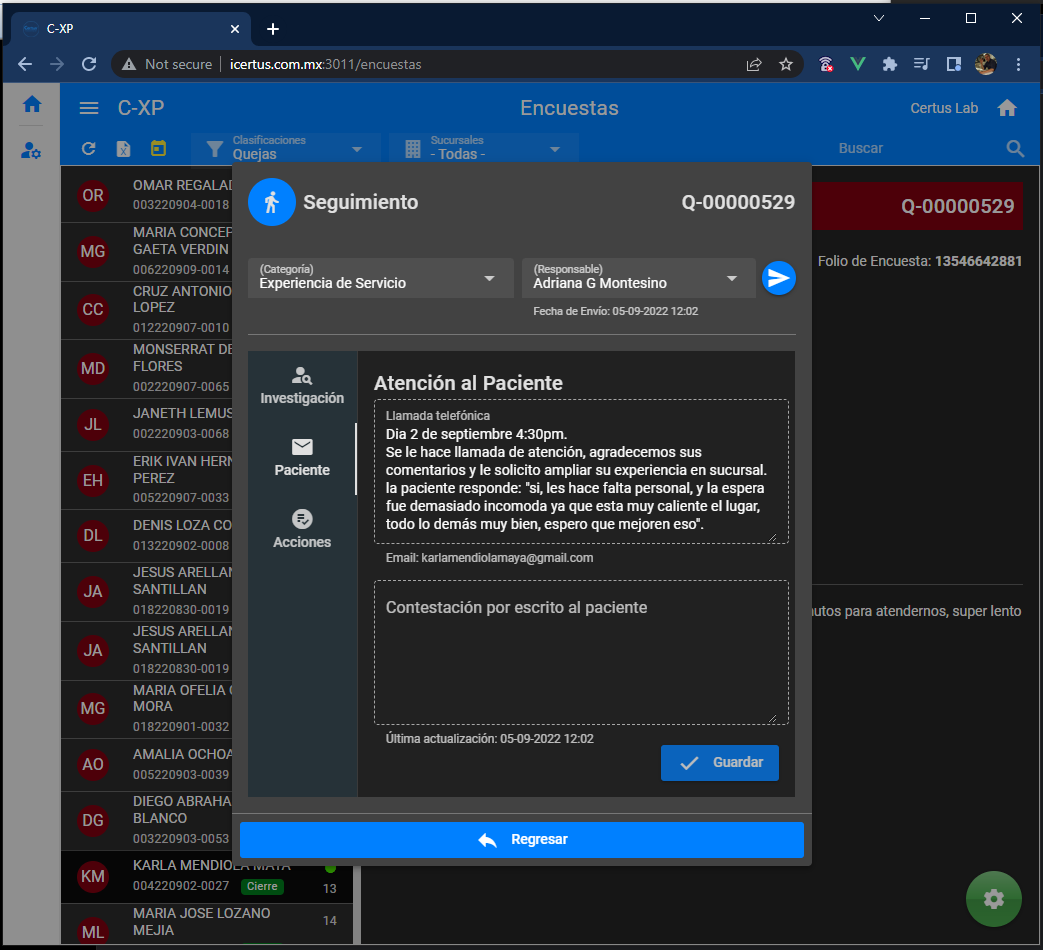 C-XP
Not secure
icertus.com.mx:3011/encuestas
C-XP
Encuestas
Certus Lab
Clasificaciones
Quejas
Sucursales
- Todas -
Buscar
OR
OMAR REGALAD
003220904-0018
MG
MARIA CONCEP
GAETA VERDIN
006220909-0014
CC
CRUZ ANTONIO
LOPEZ
012220907-0010
MD
MONSERRAT DE
FLORES
002220907-0065
JL
JANETH LEMUS
002220903-0068
EH
ERIK IVAN HERN
PEREZ
005220907-0033
DL
DENIS LOZA CO
013220902-0008
JA
JESUS ARELLAN
SANTILLAN
018220830-0019
JA
JESUS ARELLAN
SANTILLAN
018220830-0019
MG
MARIA OFELIA
MORA
018220901-0032
AO
AMALIA OCHOA
005220903-0039
DG
DIEGO ABRAHA
BLANCO
003220903-0053
KM
KARLA MENDIOLA MAYA
004220902-0027
Cierre
13
ML
MARIA JOSE LOZANO
MEJIA
14
Seguimiento
Q-00000529
(Categoría)
Experiencia de Servicio
(Responsable)
Adriana G Montesino
Fecha de Envío: 05-09-2022 12:02
Investigación
Paciente
Acciones
Atención al Paciente
Llamada telefónica
Dia 2 de septiembre 4:30pm.
Se le hace llamada de atención, agradecemos sus
comentarios y le solicito ampliar su experiencia en sucursal.
la paciente responde: "si, les hace falta personal, y la espera
fue demasiado incomoda ya que esta muy caliente el lugar,
todo lo demás muy bien, espero que mejoren eso".
Email: karlamendiolamaya@gmail.com
Contestación por escrito al paciente
Última actualización: 05-09-2022 12:02
Guardar
Regresar
Q-00000529
Folio de Encuesta: 13546642881
nutos para atendernos, super lento